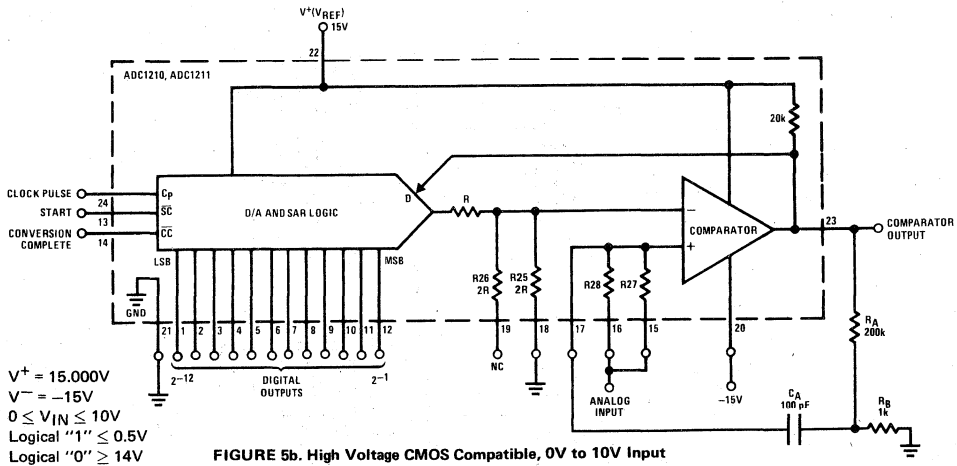 V+(VREF)
15V
22
ADC1210, ADC1211
20k
D
R
CLOCK PULSE
24
CP
START
13
SC
D/A AND SAR LOGIC
CONVERSION COMPLETE
14
CC
LSB
MSB
−
+
COMPARATOR
23
COMPARATOR OUTPUT
R26
2R
R25
2R
R28
R27
GND
21 1 2 3 4 5 6 7 8 9 10 11 12 19 18 17 16 15 20
RA
200k
2−12
DIGITAL OUTPUTS
2−1
NC
ANALOG INPUT
−15V
CA
100 pF
RB
1k
V+ = 15.000V
V− = −15V
0 ≤ VIN ≤ 10V
Logical "1" ≤ 0.5V
Logical "0" ≥ 14V
FIGURE 5b. High Voltage CMOS Compatible, 0V to 10V Input